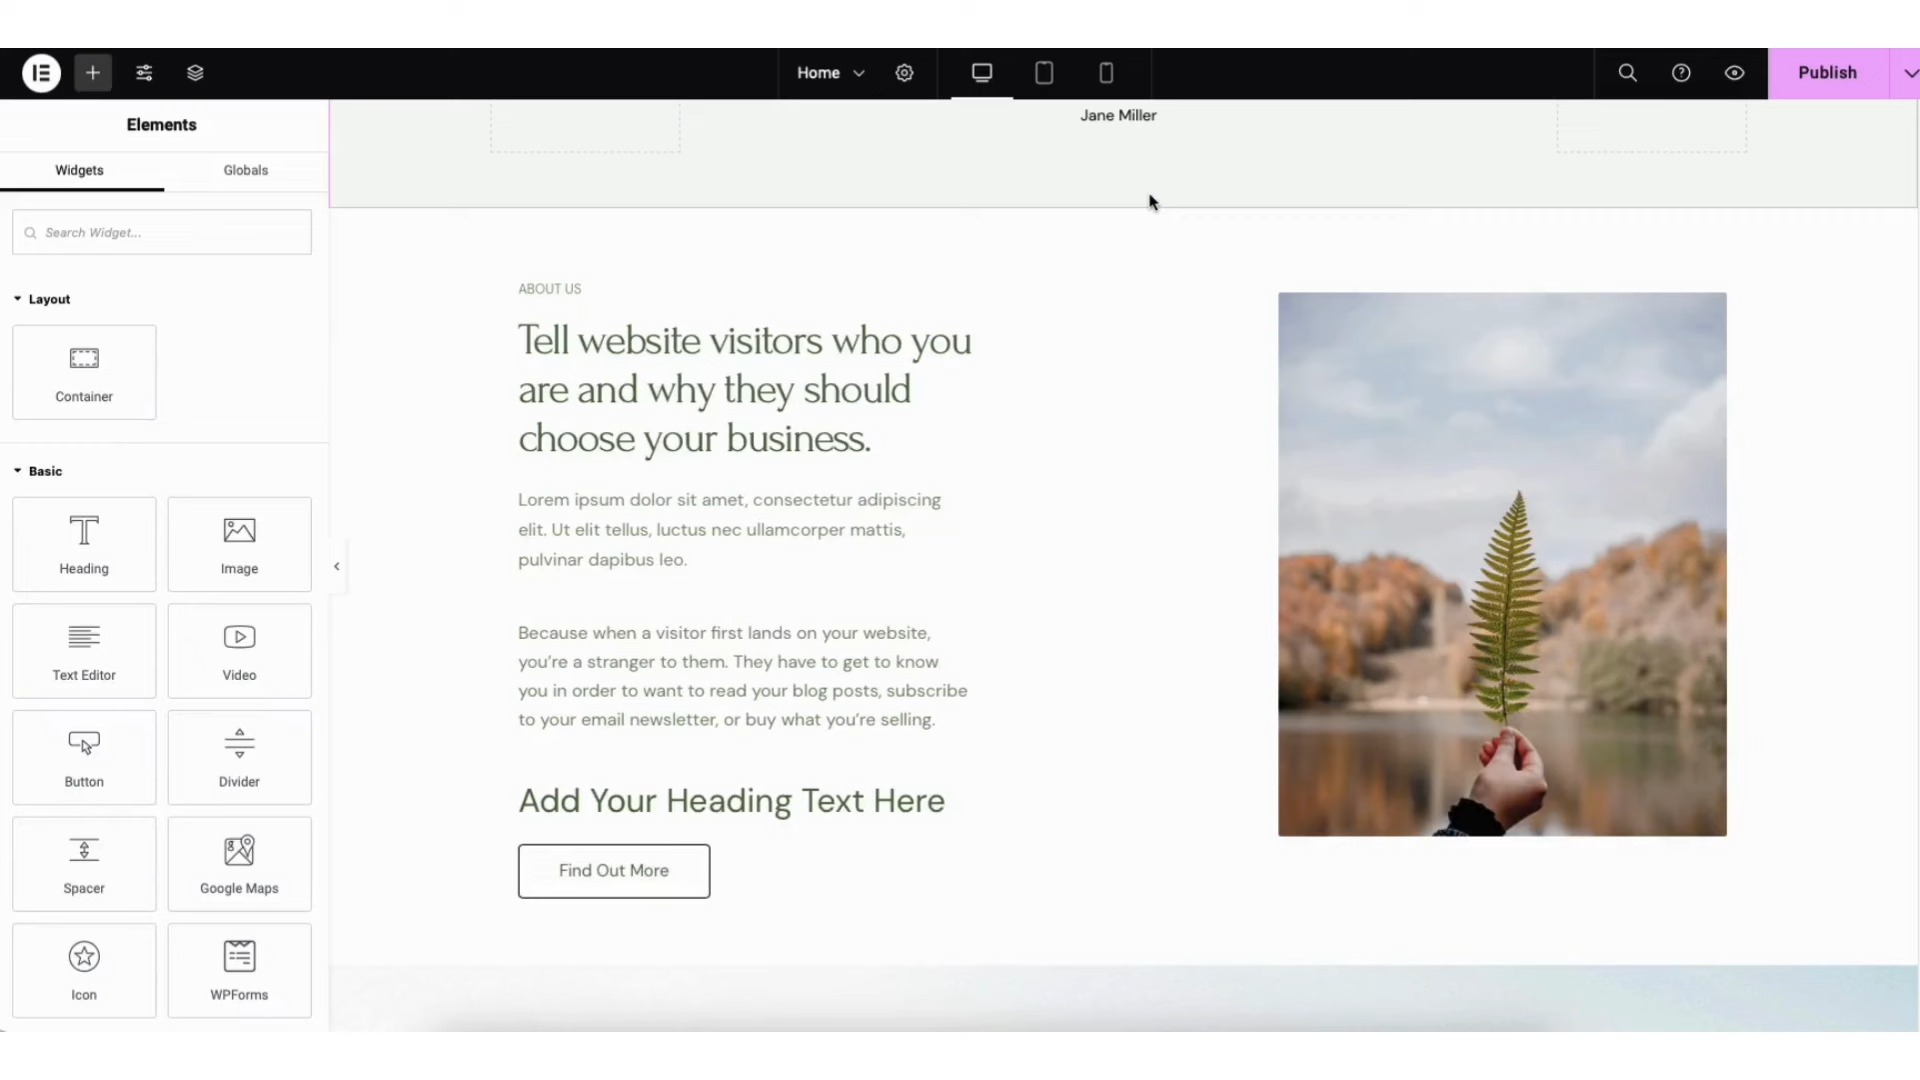 Home
Publish
Elements
Widgets
Globals
Search Widget...
Layout
Container
Basic
Heading
Image
Text Editor
Video
Button
Divider
Spacer
Google Maps
Icon
WPForms
Jane Miller
ABOUT US
Tell website visitors who you
are and why they should
choose your business.
Lorem ipsum dolor sit amet, consectetur adipiscing
elit. Ut elit tellus, luctus nec ullamcorper mattis,
pulvinar dapibus leo.
Because when a visitor first lands on your website,
you’re a stranger to them. They have to get to know
you in order to want to read your blog posts, subscribe
to your email newsletter, or buy what you’re selling.
Add Your Heading Text Here
Find Out More